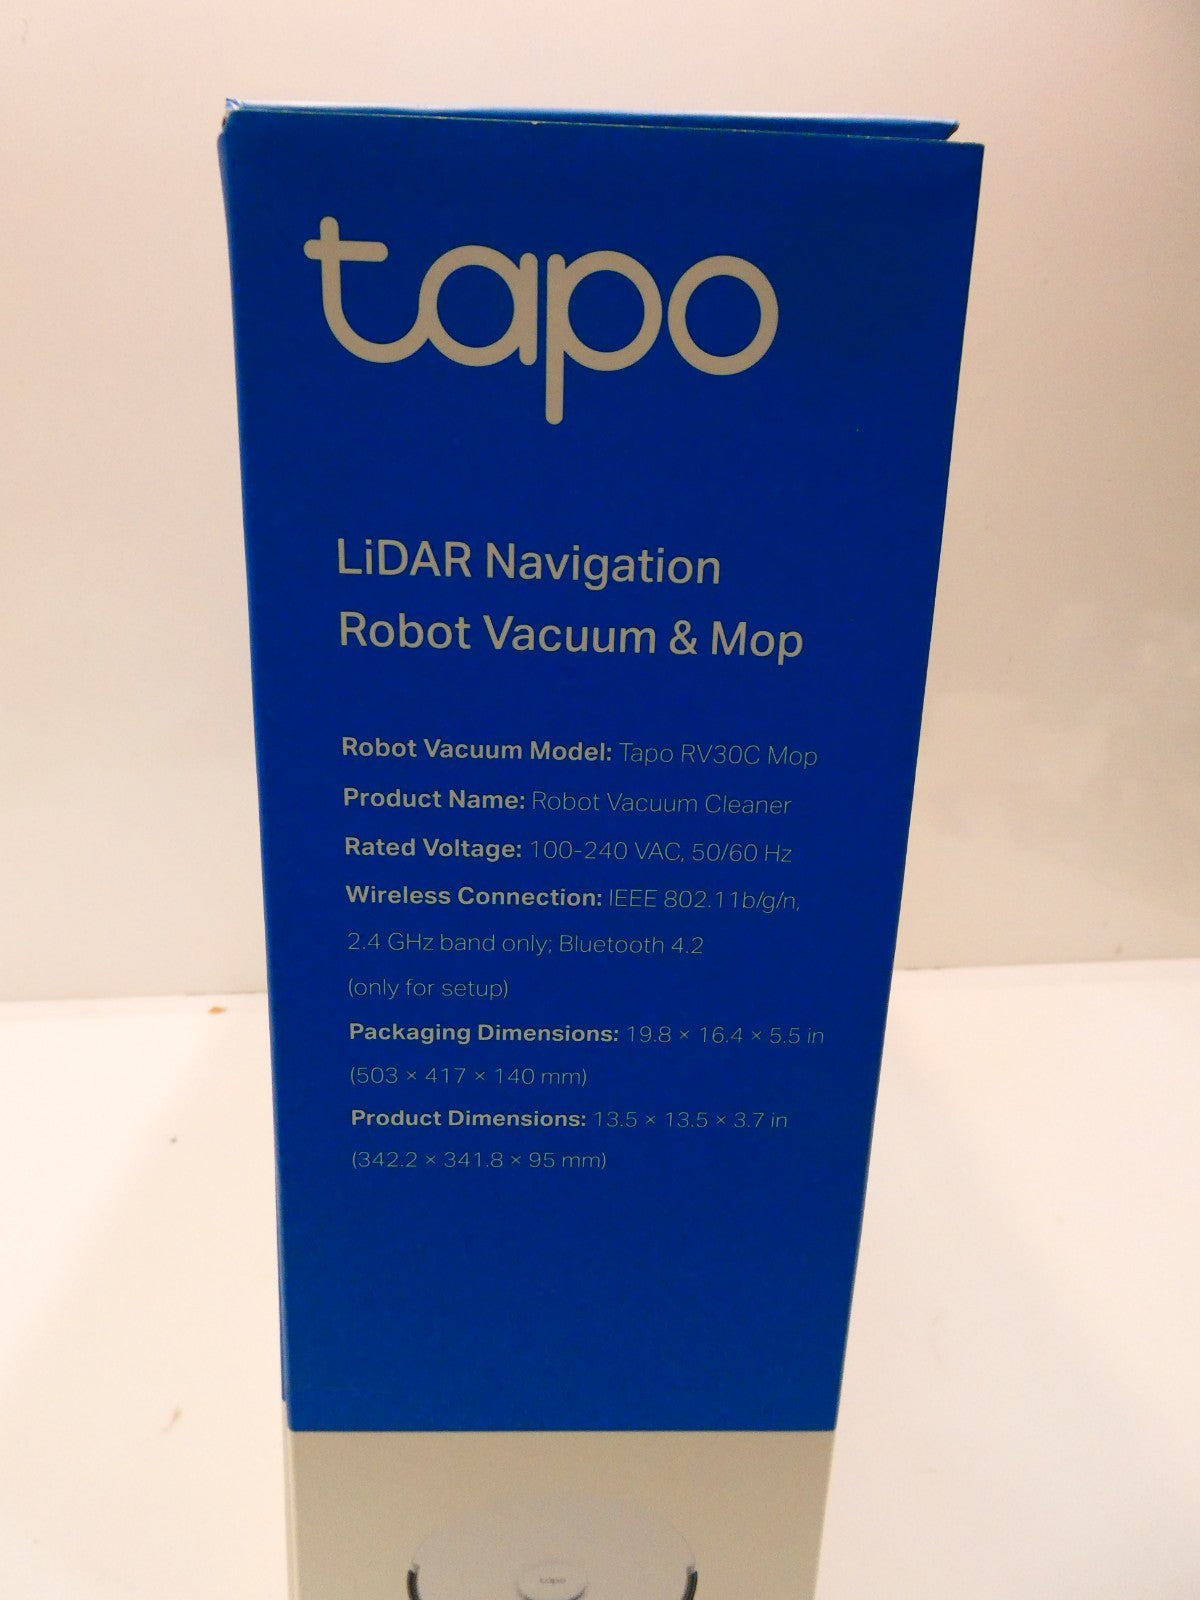 tapo
LiDAR Navigation
Robot Vacuum & Mop
Robot Vacuum Model: Tapo RV30C Mop
Product Name: Robot Vacuum Cleaner
Rated Voltage: 100-240 VAC, 50/60 Hz
Wireless Connection: IEEE 802.11b/g/n,
2.4 GHz band only; Bluetooth 4.2
(only for setup)
Packaging Dimensions: 19.8 × 16.4 × 5.5 in
(503 × 417 × 140 mm)
Product Dimensions: 13.5 × 13.5 × 3.7 in
(342.2 × 341.8 × 95 mm)
tapo